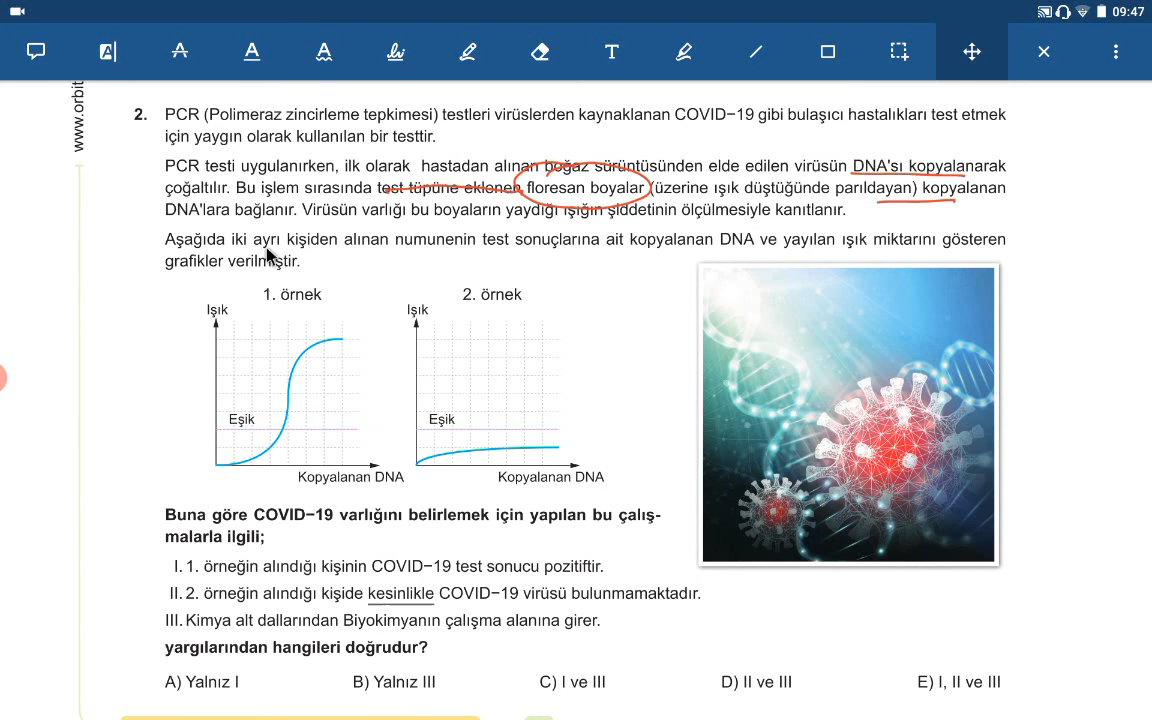 09:47
www.orbit
2. PCR (Polimeraz zincirleme tepkimesi) testleri virüslerden kaynaklanan COVID−19 gibi bulaşıcı hastalıkları test etmek
için yaygın olarak kullanılan bir testtir.
PCR testi uygulanırken, ilk olarak hastadan alınan boğaz sürüntüsünden elde edilen virüsün DNA'sı kopyalanarak
çoğaltılır. Bu işlem sırasında test tüpüne eklenen floresan boyalar (üzerine ışık düştüğünde parıldayan) kopyalanan
DNA'lara bağlanır. Virüsün varlığı bu boyaların yaydığı ışığın şiddetinin ölçülmesiyle kanıtlanır.
Aşağıda iki ayrı kişiden alınan numunenin test sonuçlarına ait kopyalanan DNA ve yayılan ışık miktarını gösteren
grafikler verilmiştir.
1. örnek
Işık
Eşik
Kopyalanan DNA
2. örnek
Işık
Eşik
Kopyalanan DNA
Buna göre COVID−19 varlığını belirlemek için yapılan bu çalış-
malarla ilgili;
I. 1. örneğin alındığı kişinin COVID−19 test sonucu pozitiftir.
II. 2. örneğin alındığı kişide kesinlikle COVID−19 virüsü bulunmamaktadır.
III. Kimya alt dallarından Biyokimyanın çalışma alanına girer.
yargılarından hangileri doğrudur?
A) Yalnız I B) Yalnız III C) I ve III D) II ve III E) I, II ve III